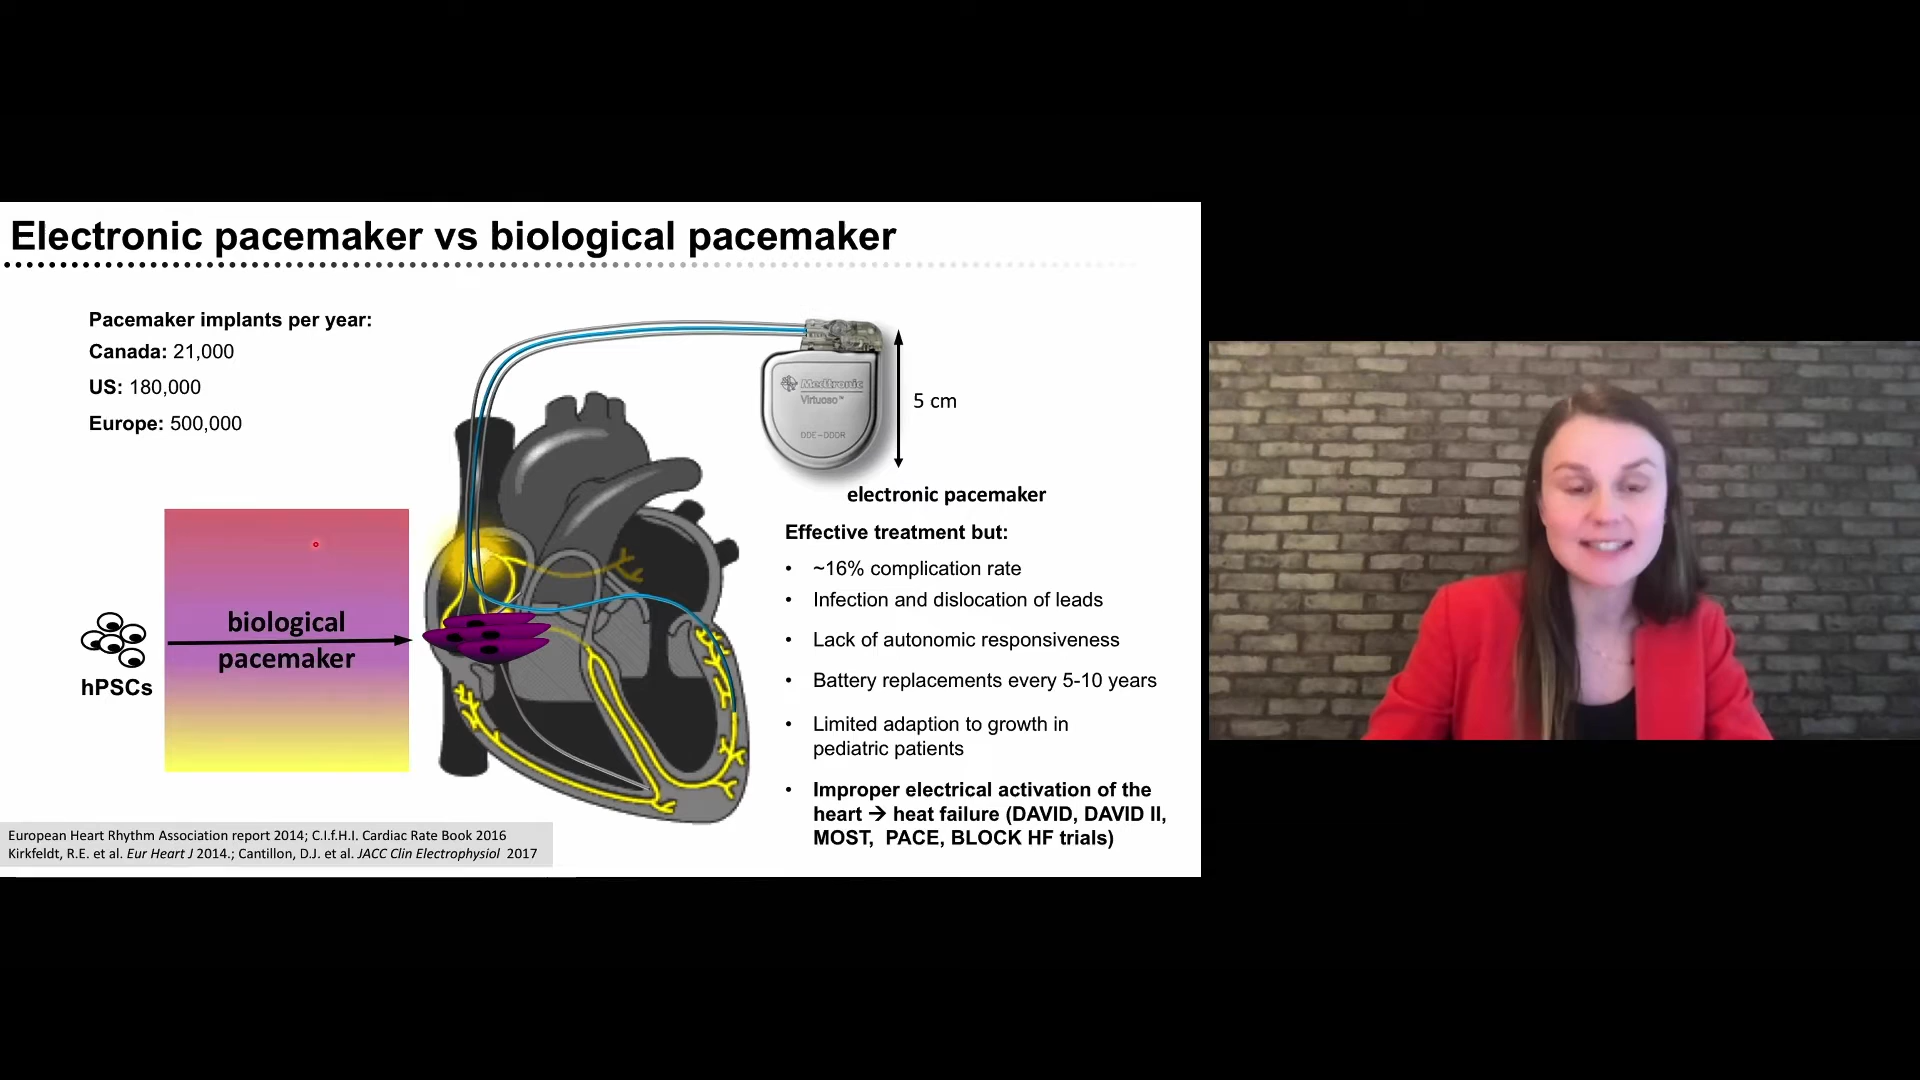 Electronic pacemaker vs biological pacemaker
Pacemaker implants per year:
Canada: 21,000
US: 180,000
Europe: 500,000
Medtronic
Virtuoso™
DDE-DDDR
5 cm
electronic pacemaker
biological
pacemaker
hPSCs
Effective treatment but:
• ~16% complication rate
• Infection and dislocation of leads
• Lack of autonomic responsiveness
• Battery replacements every 5-10 years
• Limited adaption to growth in
pediatric patients
• Improper electrical activation of the
heart → heat failure (DAVID, DAVID II,
MOST, PACE, BLOCK HF trials)
European Heart Rhythm Association report 2014; C.I.f.H.I. Cardiac Rate Book 2016
Kirkfeldt, R.E. et al. Eur Heart J 2014.; Cantillon, D.J. et al. JACC Clin Electrophysiol 2017